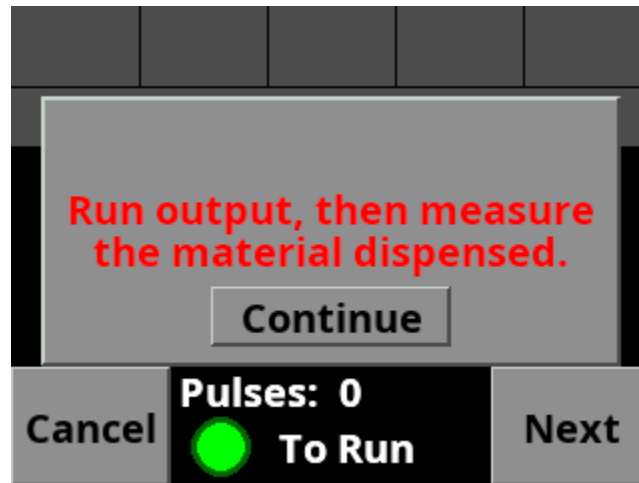 Run output, then measure
the material dispensed.
Continue
Cancel
Pulses: 0
To Run
Next